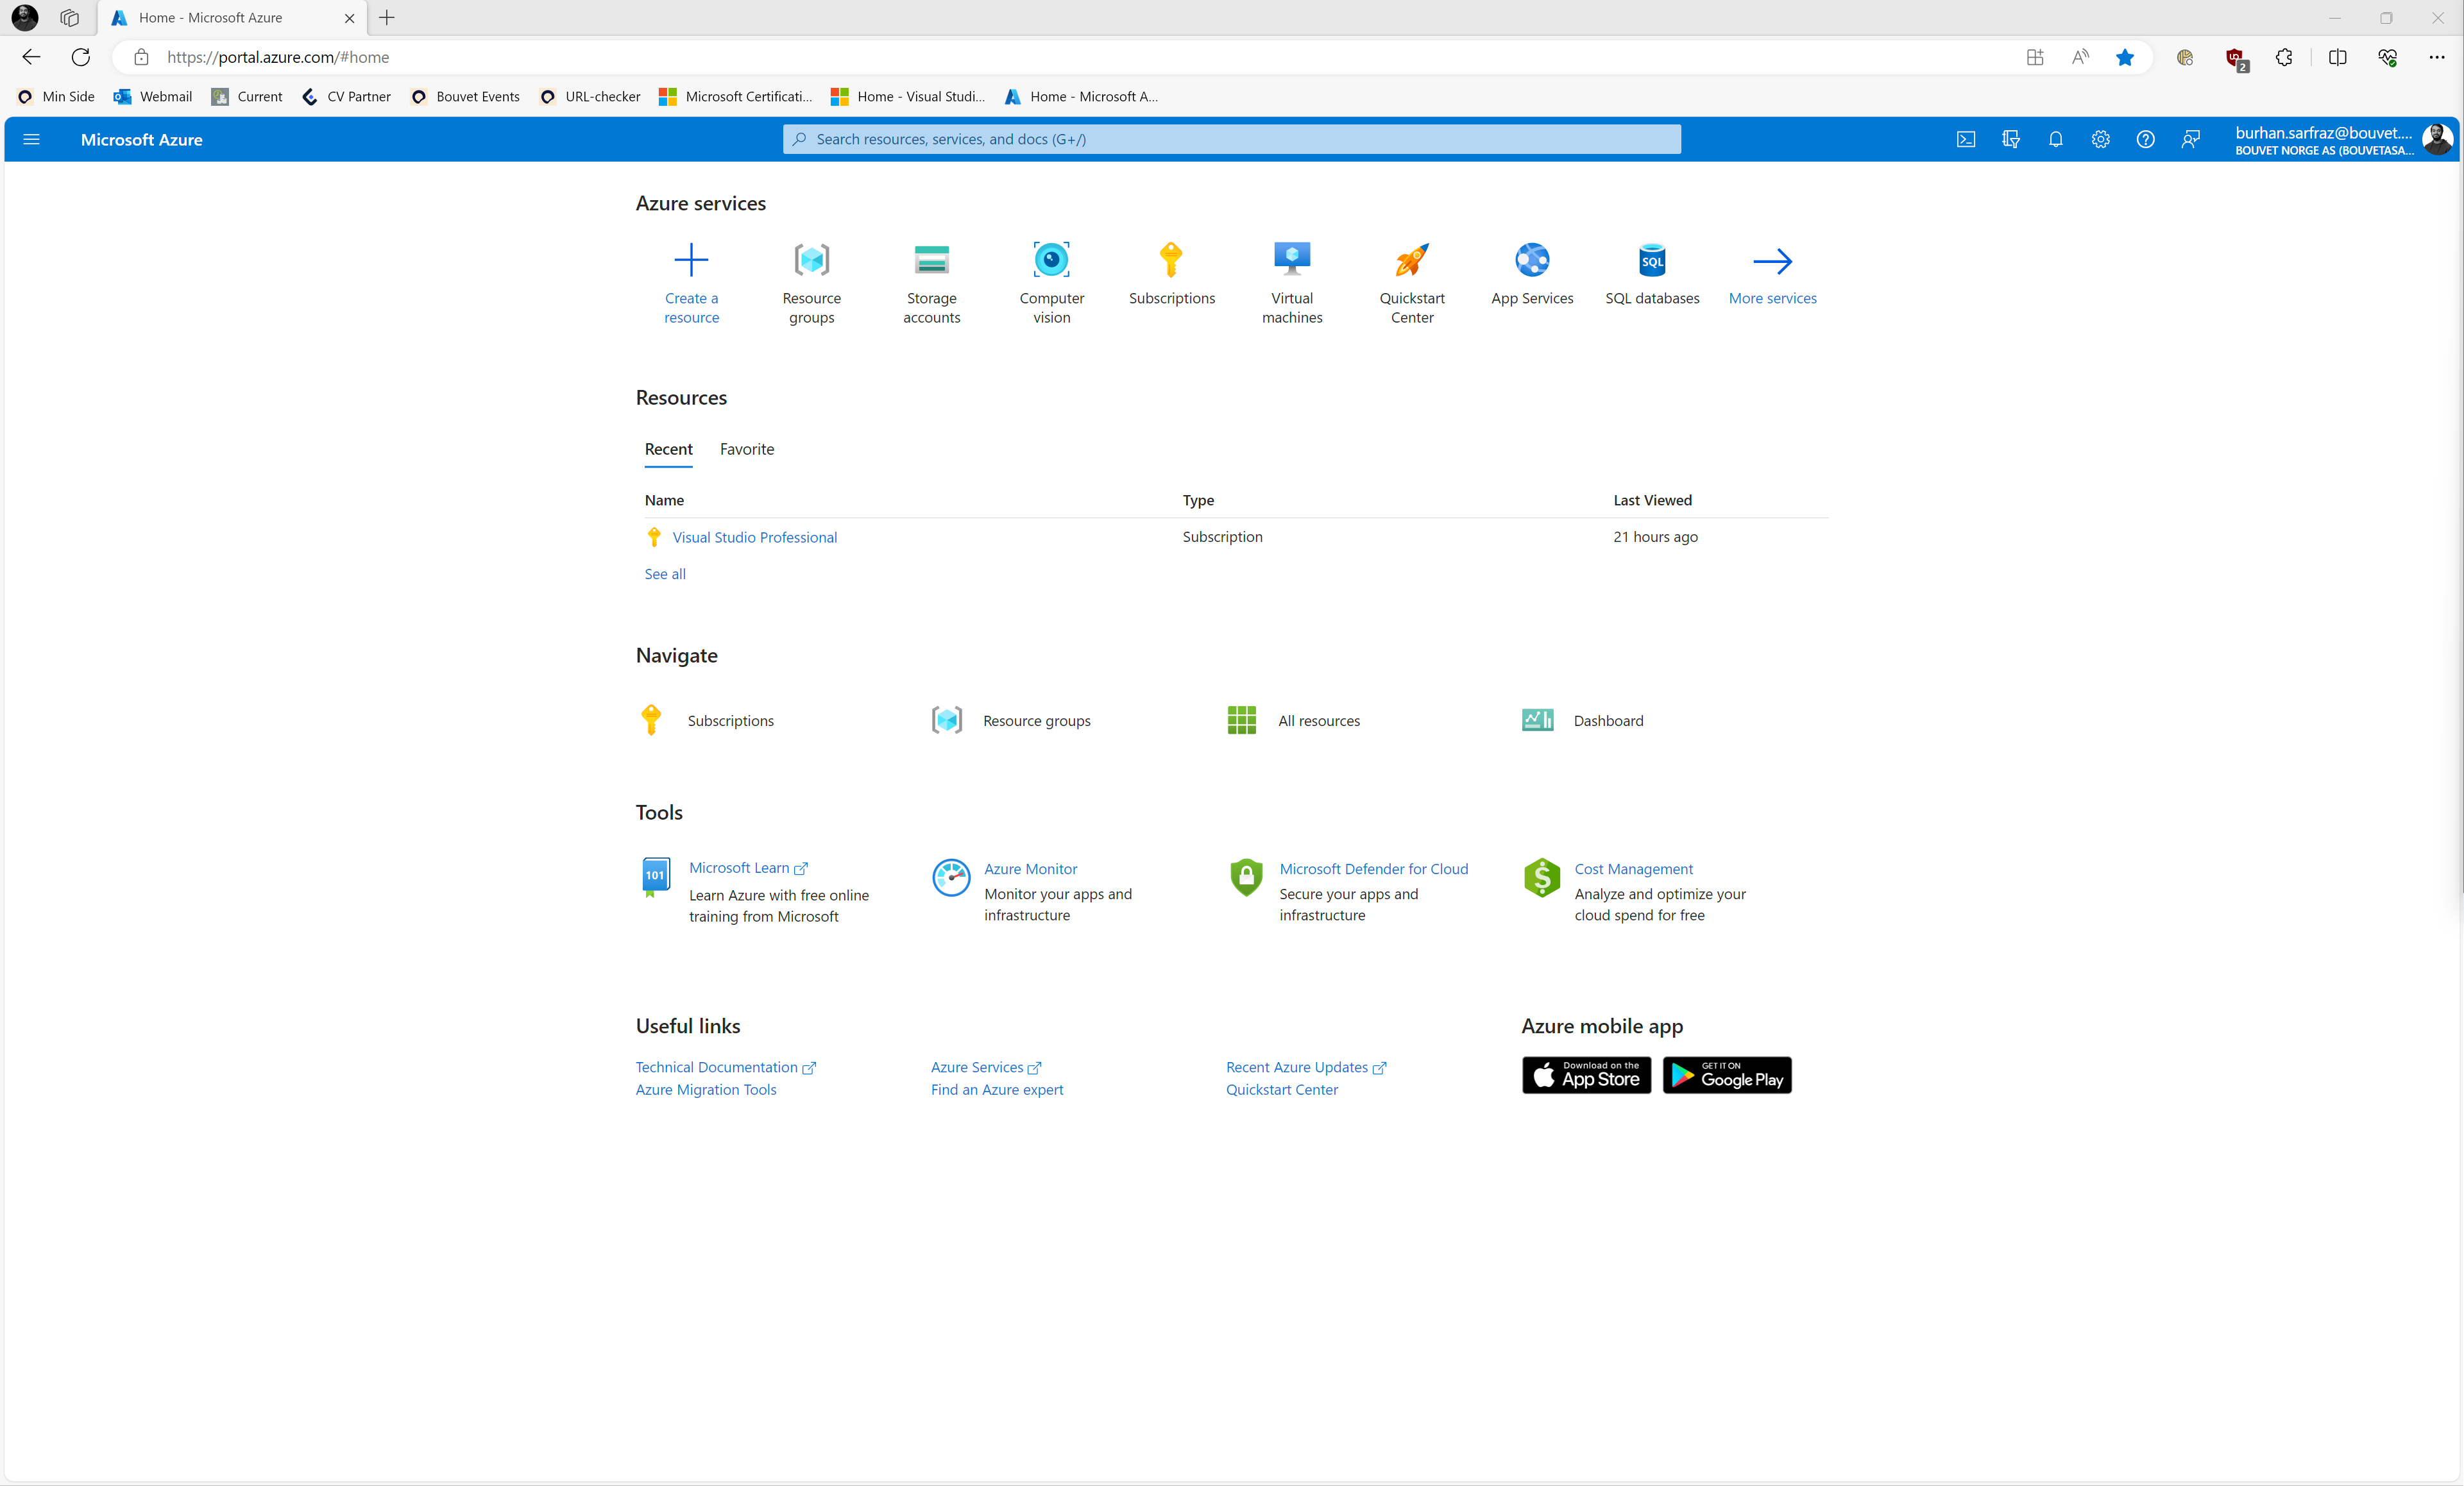 Home - Microsoft Azure
https://portal.azure.com/#home
2
Min Side
Webmail
Current
CV Partner
Bouvet Events
URL-checker
Microsoft Certificati...
Home - Visual Studi...
Home - Microsoft A...
Microsoft Azure
Search resources, services, and docs (G+/)
burhan.sarfraz@bouvet....
BOUVET NORGE AS (BOUVETASA...
Azure services
Create a
resource
Resource
groups
Storage
accounts
Computer
vision
Subscriptions
Virtual
machines
Quickstart
Center
App Services
SQL
SQL databases
More services
Resources
Recent
Favorite
Name
Type
Last Viewed
Visual Studio Professional
Subscription
21 hours ago
See all
Navigate
Subscriptions
Resource groups
All resources
Dashboard
Tools
101
Microsoft Learn
Learn Azure with free online
training from Microsoft
Azure Monitor
Monitor your apps and
infrastructure
Microsoft Defender for Cloud
Secure your apps and
infrastructure
Cost Management
Analyze and optimize your
cloud spend for free
Useful links
Technical Documentation
Azure Migration Tools
Azure Services
Find an Azure expert
Recent Azure Updates
Quickstart Center
Azure mobile app
Download on the
App Store
GET IT ON
Google Play